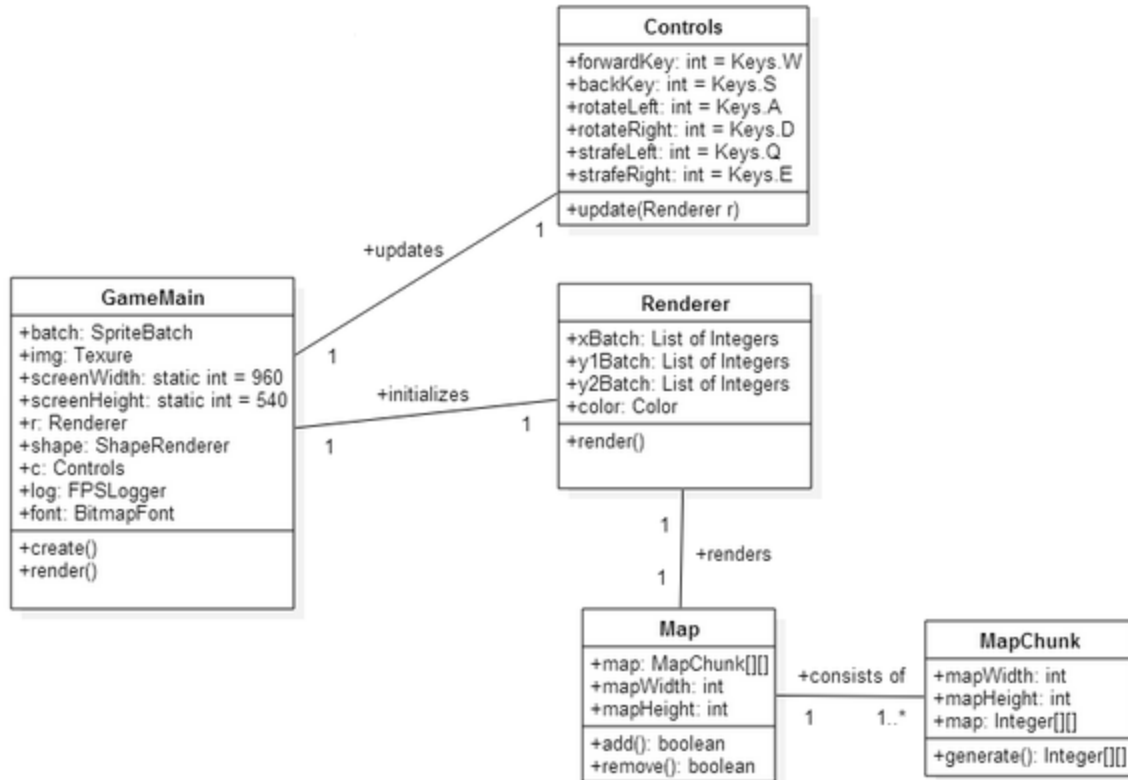 Controls
+forwardKey: int = Keys.W
+backKey: int = Keys.S
+rotateLeft: int = Keys.A
+rotateRight: int = Keys.D
+strafeLeft: int = Keys.Q
+strafeRight: int = Keys.E
+update(Renderer r)
1
+updates
1
GameMain
+batch: SpriteBatch
+img: Texure
+screenWidth: static int = 960
+screenHeight: static int = 540
+r: Renderer
+shape: ShapeRenderer
+c: Controls
+log: FPSLogger
+font: BitmapFont
+create()
+render()
+initializes
1
1
Renderer
+xBatch: List of Integers
+y1Batch: List of Integers
+y2Batch: List of Integers
+color: Color
+render()
1
+renders
1
Map
+map: MapChunk[][]
+mapWidth: int
+mapHeight: int
+add(): boolean
+remove(): boolean
+consists of
1
1..*
MapChunk
+mapWidth: int
+mapHeight: int
+map: Integer[][]
+generate(): Integer[][]